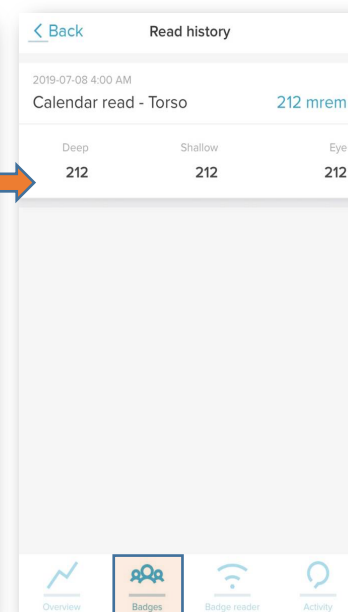 Back Read history
2019-07-08 4:00 AM
Calendar read - Torso 212 mrem
Deep Shallow Eye
212 212 212
Overview Badges Badge reader Activity